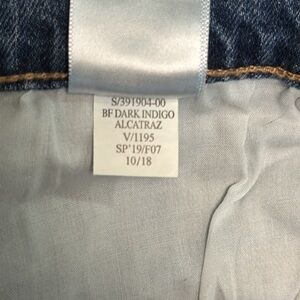 S/391904-00
BF DARK INDIGO
ALCATRAZ
V/1195
SP'19/F07
10/18